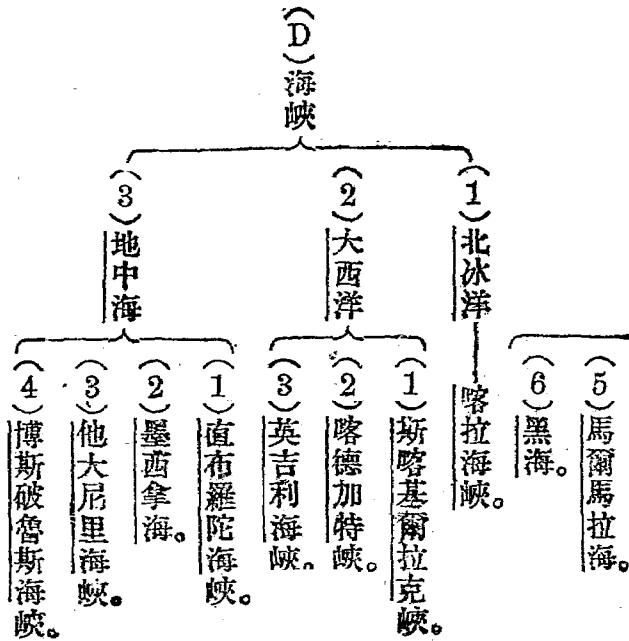 (D)海峽
(1)北冰洋
(2)大西洋
(3)地中海
(5)馬爾馬拉海。
(6)黑海。
喀拉海峽。
(1)斯喀基爾拉克峽。
(2)喀德加特峽。
(3)英吉利海峽.
(1)直布羅陀海峽。
(2)墨西拿海。
(3)他大尼里海峽。
(4)博斯破魯斯海峽。